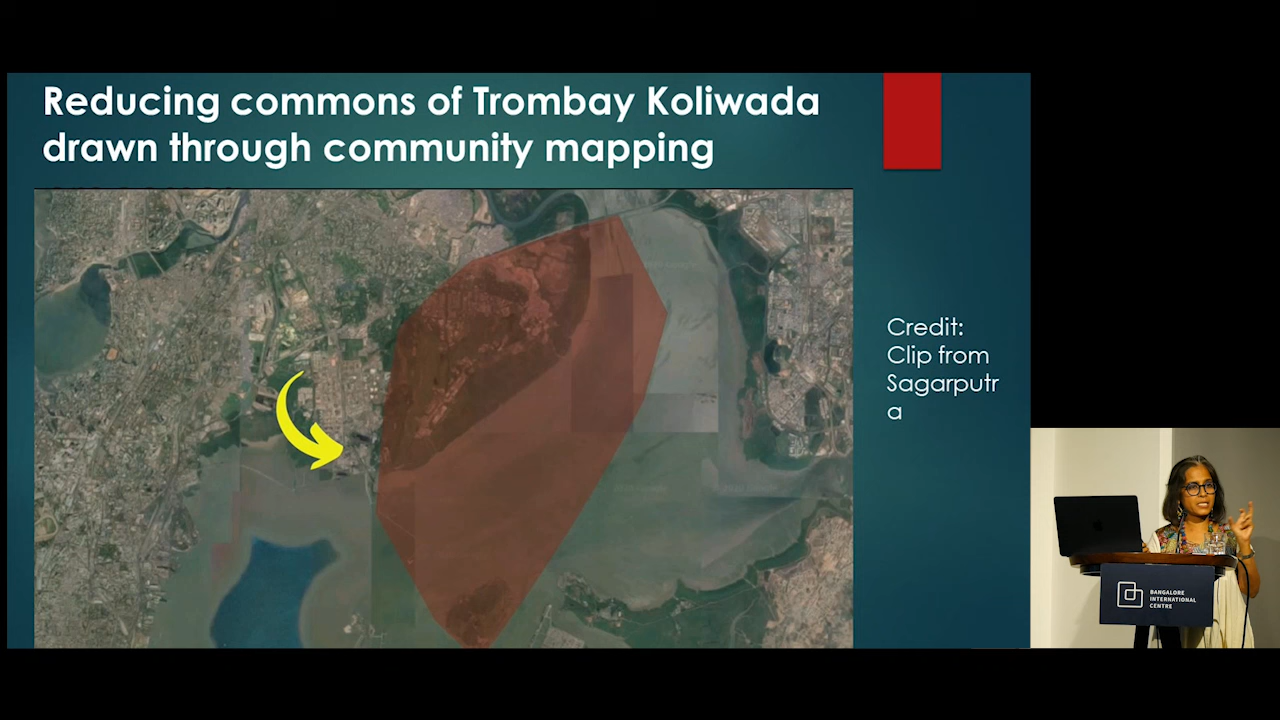 Reducing commons of Trombay Koliwada
drawn through community mapping
Credit:
Clip from
Sagarputr
a
BANGALORE
INTERNATIONAL
CENTRE